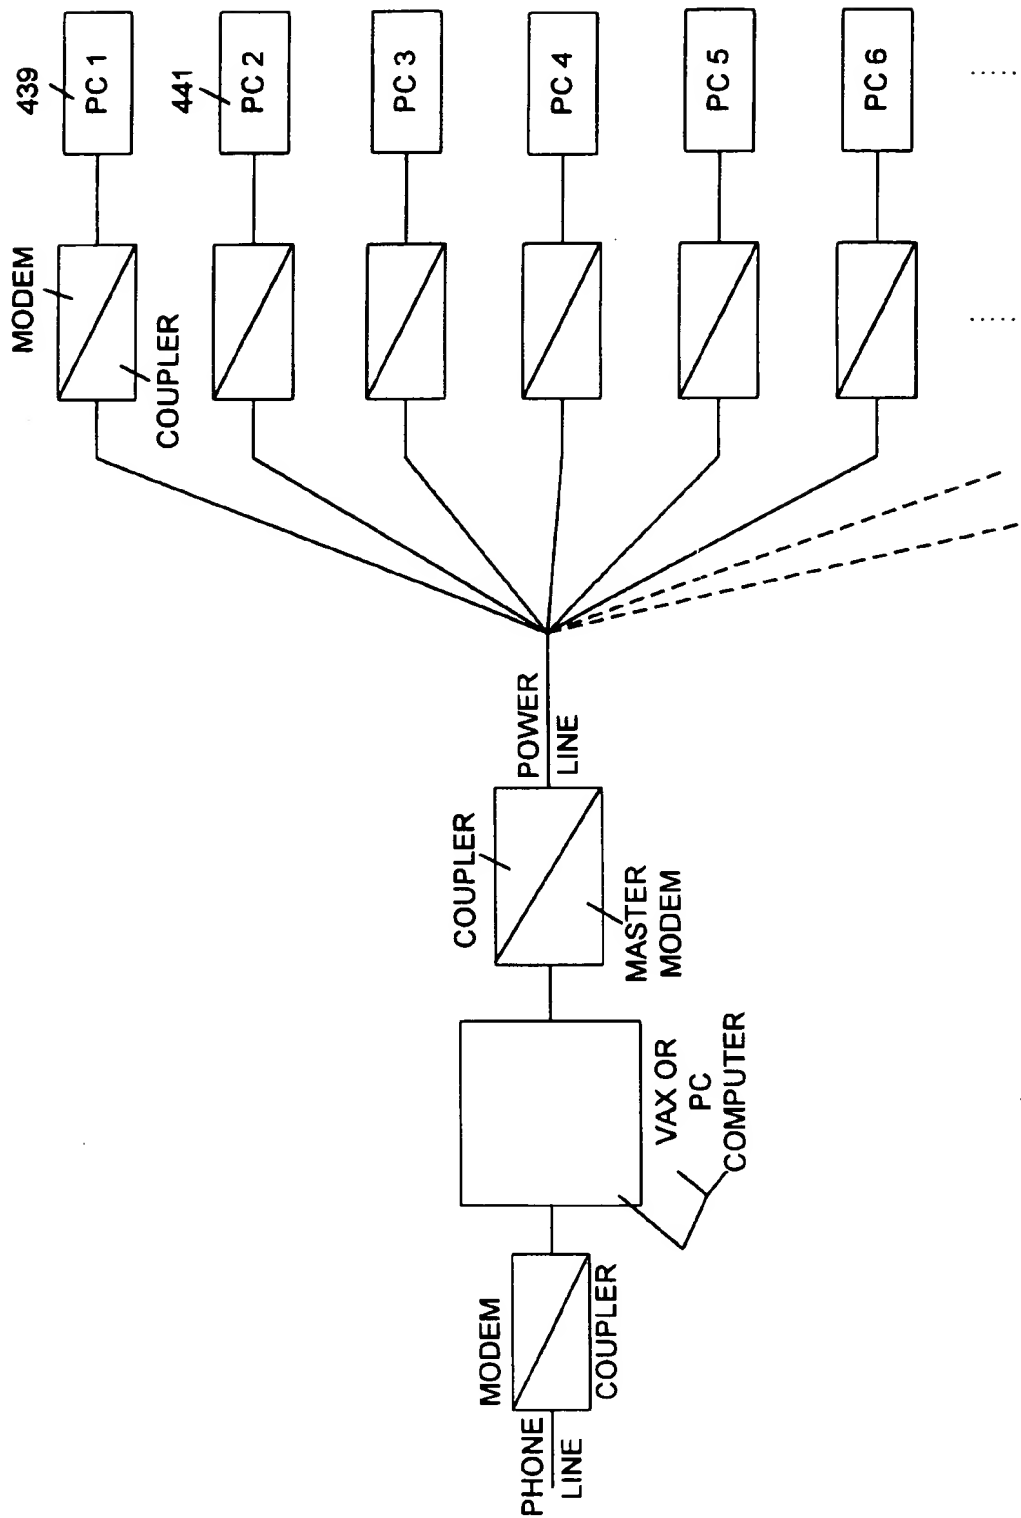 PHONE
LINE
MODEM
COUPLER
VAX OR
PC
COMPUTER
COUPLER
MASTER
MODEM
POWER
LINE
MODEM
COUPLER
439
PC 1
441
PC 2
PC 3
PC 4
PC 5
PC 6
.....
.....